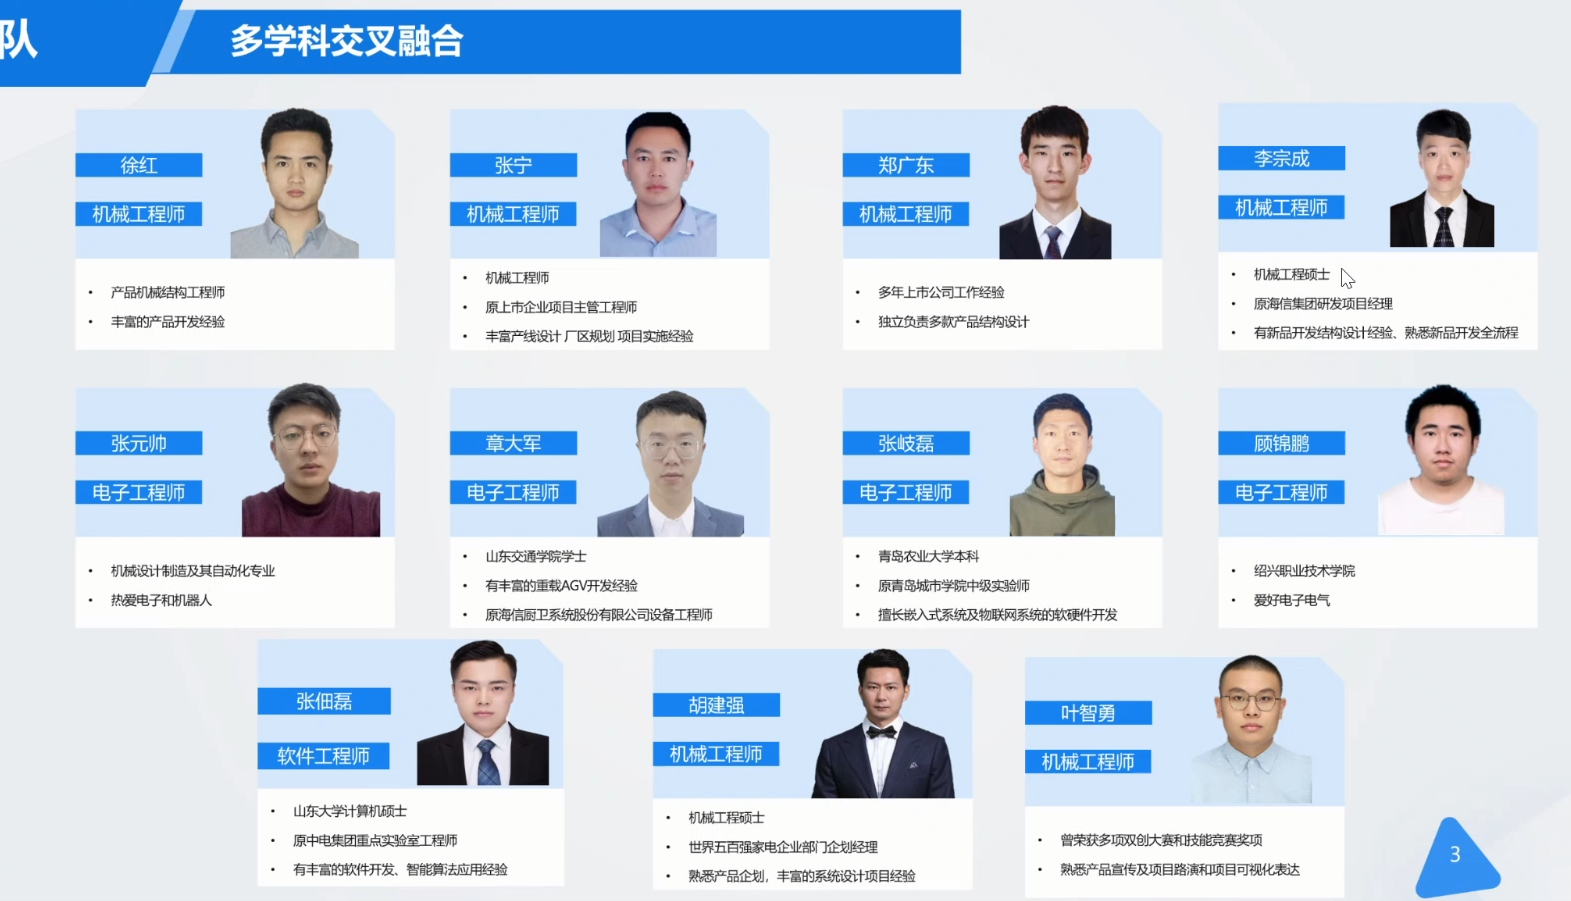 队
多学科交叉融合
徐红
机械工程师
• 产品机械结构工程师
• 丰富的产品开发经验
张宁
机械工程师
• 机械工程师
• 原上市企业项目主管工程师
• 丰富产线设计 厂区规划 项目实施经验
郑广东
机械工程师
• 多年上市公司工作经验
• 独立负责多款产品结构设计
李宗成
机械工程师
• 机械工程硕士
• 原海信集团研发项目经理
• 有新品开发结构设计经验、熟悉新品开发全流程
张元帅
电子工程师
• 机械设计制造及其自动化专业
• 热爱电子和机器人
章大军
电子工程师
• 山东交通学院学士
• 有丰富的重载AGV开发经验
• 原海信厨卫系统股份有限公司设备工程师
张岐磊
电子工程师
• 青岛农业大学本科
• 原青岛城市学院中级实验师
• 擅长嵌入式系统及物联网系统的软硬件开发
顾锦鹏
电子工程师
• 绍兴职业技术学院
• 爱好电子电气
张佃磊
软件工程师
• 山东大学计算机硕士
• 原中电集团重点实验室工程师
• 有丰富的软件开发、智能算法应用经验
胡建强
机械工程师
• 机械工程硕士
• 世界五百强家电企业部门企划经理
• 熟悉产品企划，丰富的系统设计项目经验
叶智勇
机械工程师
• 曾荣获多项双创大赛和技能竞赛奖项
• 熟悉产品宣传及项目路演和项目可视化表达
3